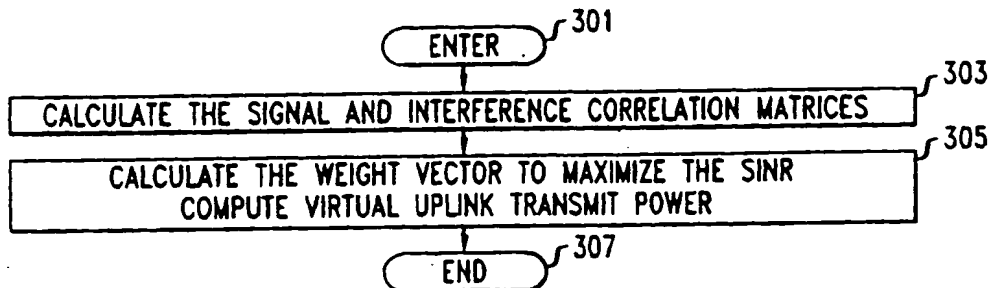 ENTER
301
CALCULATE THE SIGNAL AND INTERFERENCE CORRELATION MATRICES
303
CALCULATE THE WEIGHT VECTOR TO MAXIMIZE THE SINR
COMPUTE VIRTUAL UPLINK TRANSMIT POWER
305
END
307